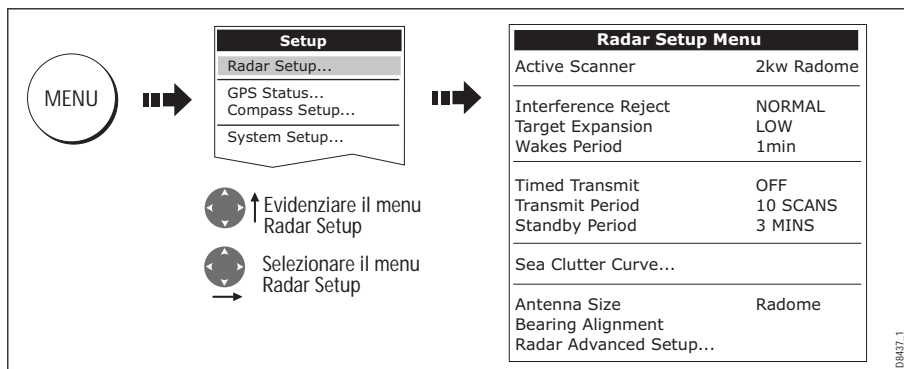 MENU
Setup
Radar Setup...
GPS Status...
Compass Setup...
System Setup...
Evidenziare il menu
Radar Setup
Selezionare il menu
Radar Setup
Radar Setup Menu
Active Scanner 2kw Radome
Interference Reject NORMAL
Target Expansion LOW
Wakes Period 1min
Timed Transmit OFF
Transmit Period 10 SCANS
Standby Period 3 MINS
Sea Clutter Curve...
Antenna Size Radome
Bearing Alignment
Radar Advanced Setup...
D8437_1